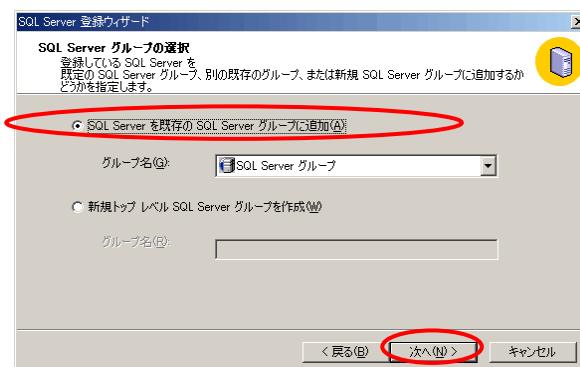 SQL Server 登録ウィザード
SQL Server グループの選択
登録している SQL Server を
既定の SQL Server グループ、別の既存のグループ、または新規 SQL Server グループに追加するか
どうかを指定します。
SQL Server を既存の SQL Server グループに追加(A)
グループ名(G):
SQL Server グループ
新規トップ レベル SQL Server グループを作成(W)
グループ名(R):
< 戻る(B)
次へ(N) >
キャンセル